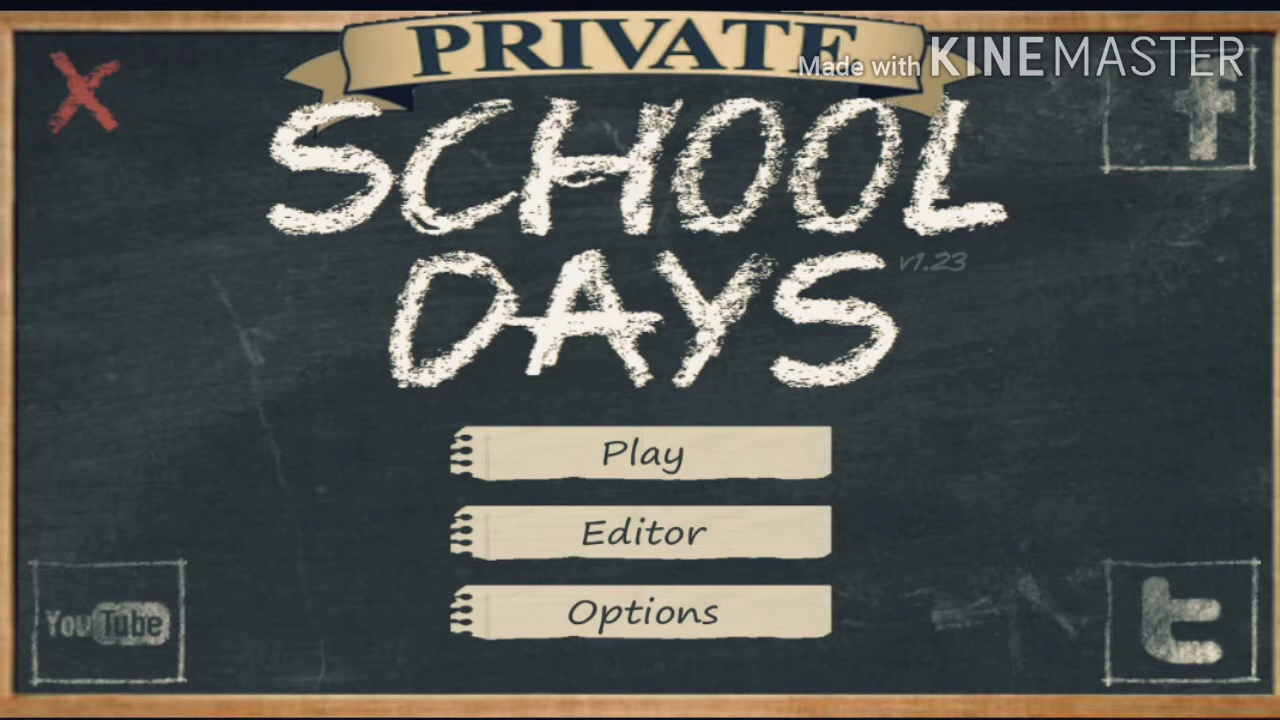 PRIVATE
Made with KINEMASTER
f
SCHOOL
DAYS
v1.23
Play
Editor
Options
YouTube
t